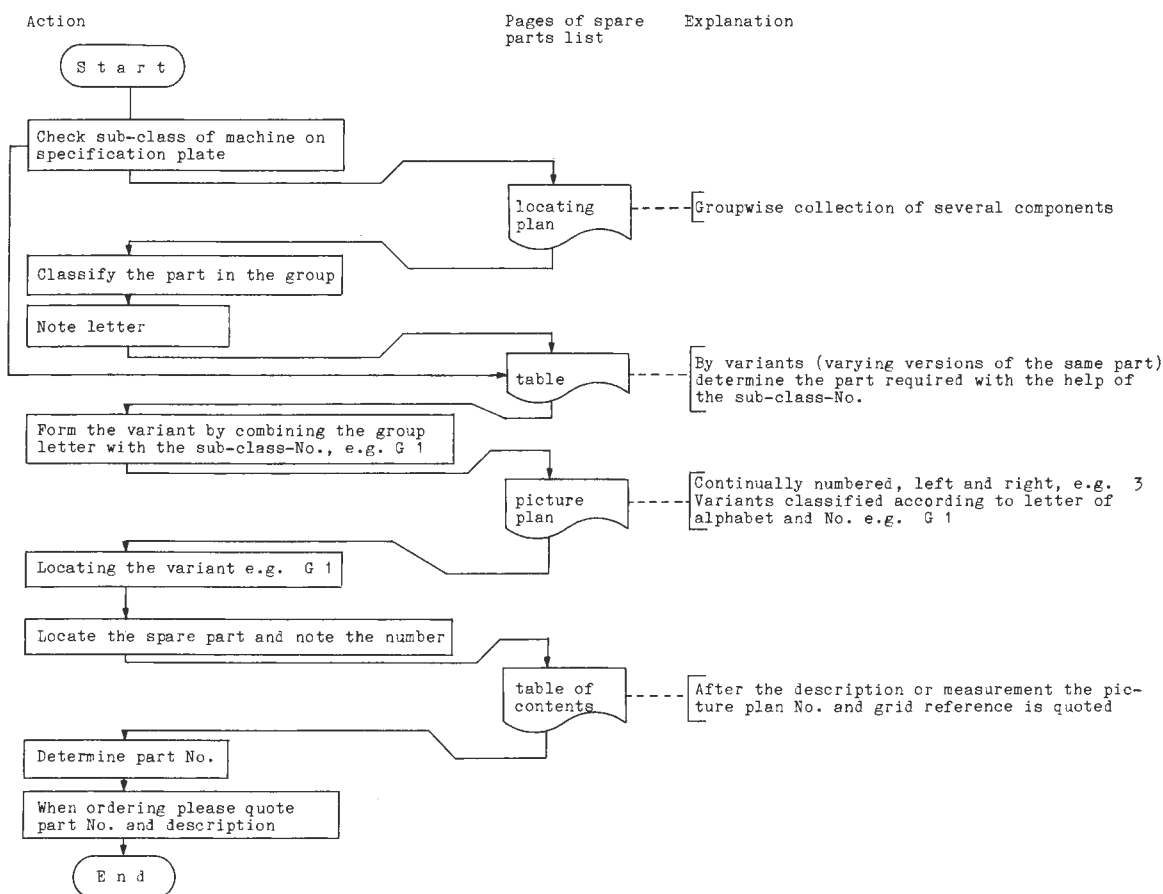 Action
Pages of spare
parts list
Explanation
S t a r t
Check sub-class of machine on
specification plate
locating
plan
Groupwise collection of several components
Classify the part in the group
Note letter
table
By variants (varying versions of the same part)
determine the part required with the help of
the sub-class-No.
Form the variant by combining the group
letter with the sub-class-No., e.g. G 1
picture
plan
Continually numbered, left and right, e.g. 3
Variants classified according to letter of
alphabet and No. e.g. G 1
Locating the variant e.g. G 1
Locate the spare part and note the number
table of
contents
After the description or measurement the pic-
ture plan No. and grid reference is quoted
Determine part No.
When ordering please quote
part No. and description
E n d